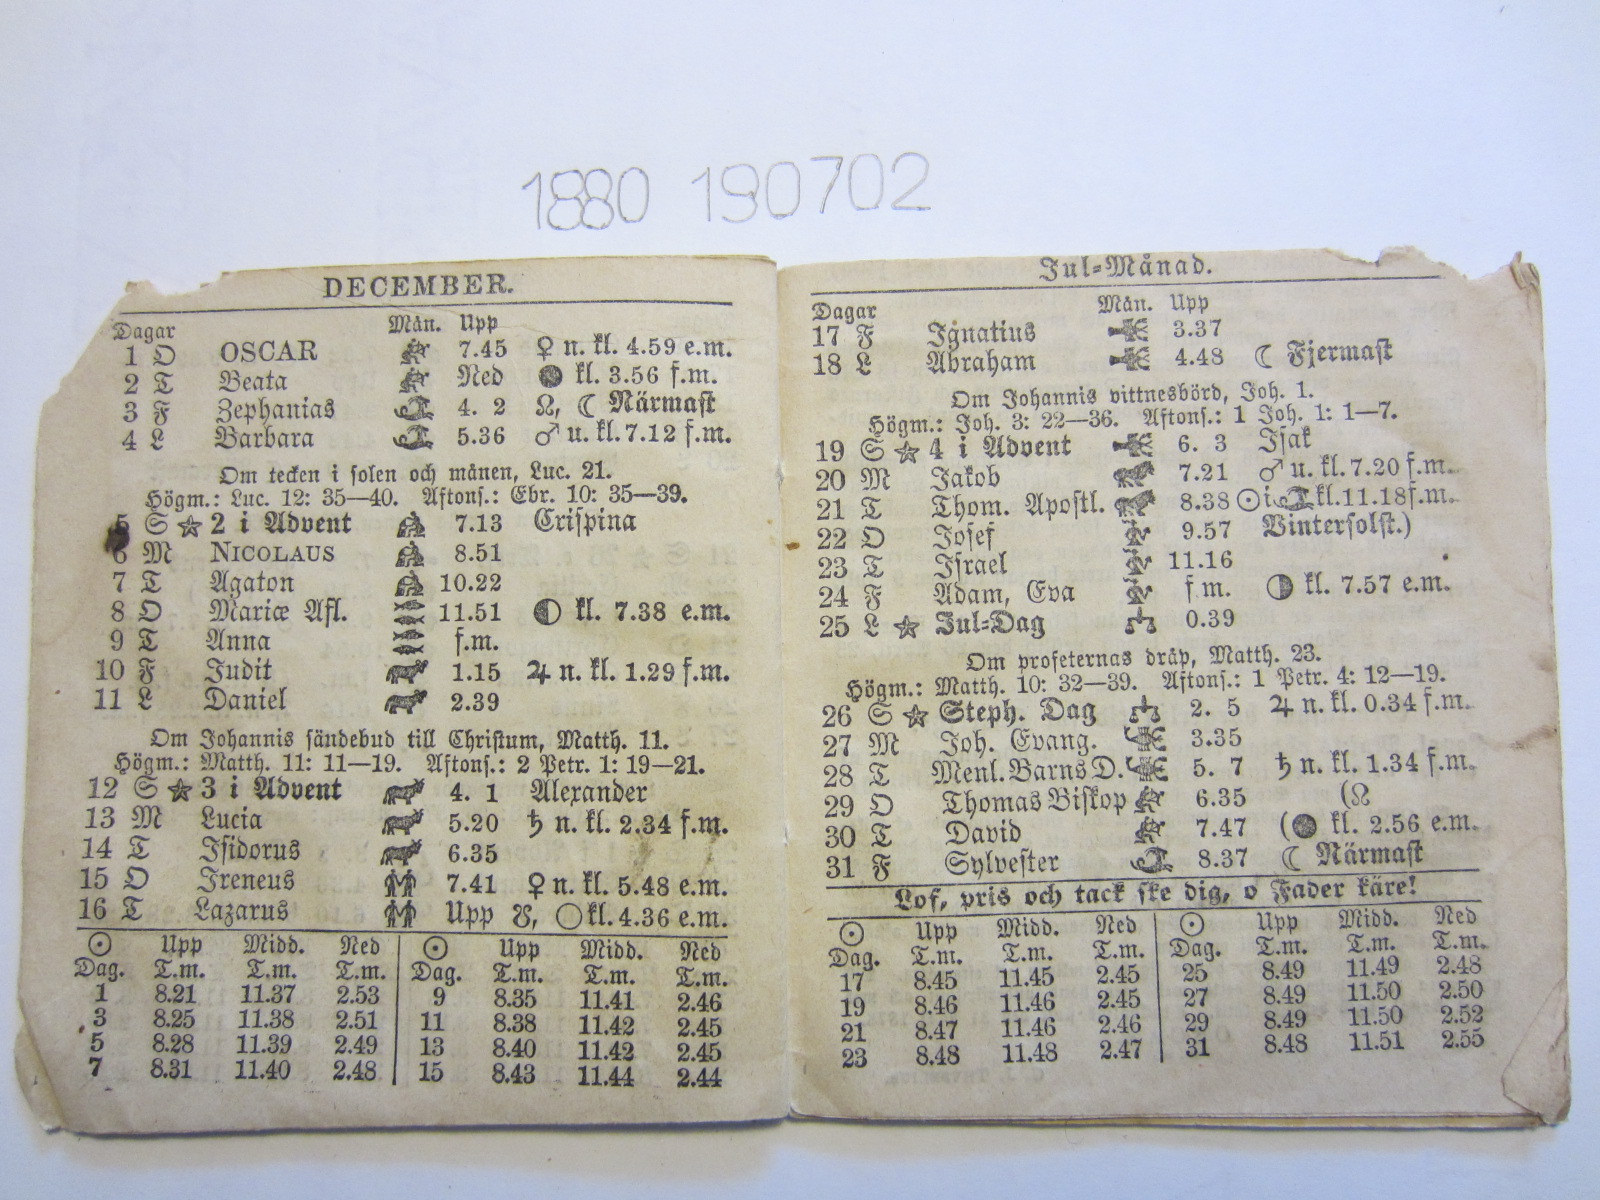 1880 190702
DECEMBER.
Dagar Mån. Upp
1 O OSCAR 7.45 ♀ n. kl. 4.59 e.m.
2 T Beata Ned kl. 3.56 f.m.
3 F Zephanias 4. 2 ☊, ☾ Närmast
4 L Barbara 5.36 ♂ u. kl. 7.12 f.m.
Om tecken i solen och månen, Luc. 21.
Högm.: Luc. 12: 35—40. Aftons.: Ebr. 10: 35—39.
5 S ★ 2 i Advent 7.13 Crispina
6 M NICOLAUS 8.51
7 T Agaton 10.22
8 O Mariæ Afl. 11.51 ◐ kl. 7.38 e.m.
9 T Anna f.m.
10 F Judit 1.15 ♃ n. kl. 1.29 f.m.
11 L Daniel 2.39
Om Johannis sändebud till Christum, Matth. 11.
Högm.: Matth. 11: 11—19. Aftons.: 2 Petr. 1: 19—21.
12 S ★ 3 i Advent 4. 1 Alexander
13 M Lucia 5.20 ♄ n. kl. 2.34 f.m.
14 T Isidorus 6.35
15 O Ireneus 7.41 ♀ n. kl. 5.48 e.m.
16 T Lazarus Upp ☋, ○ kl. 4.36 e.m.
☉ Upp Midd. Ned ☉ Upp Midd. Ned
Dag. T.m. T.m. T.m. Dag. T.m. T.m. T.m.
1 8.21 11.37 2.53 9 8.35 11.41 2.46
3 8.25 11.38 2.51 11 8.38 11.42 2.45
5 8.28 11.39 2.49 13 8.40 11.42 2.45
7 8.31 11.40 2.48 15 8.43 11.44 2.44
Jul-Månad.
Dagar Mån. Upp
17 F Ignatius 3.37
18 L Abraham 4.48 ☾ Fjermast
Om Johannis vittnesbörd, Joh. 1.
Högm.: Joh. 3: 22—36. Aftons.: 1 Joh. 1: 1—7.
19 S ★ 4 i Advent 6. 3 Isak
20 M Jakob 7.21 ♂ u. kl. 7.20 f.m.
21 T Thom. Apostl. 8.38 ☉ i ♑ kl. 11.18 f.m.
22 O Josef 9.57 Vintersolst.)
23 T Israel 11.16
24 F Adam, Eva f.m. ◑ kl. 7.57 e.m.
25 L ★ Jul-Dag 0.39
Om profeternas dråp, Matth. 23.
Högm.: Matth. 10: 32—39. Aftons.: 1 Petr. 4: 12—19.
26 S ★ Steph. Dag 2. 5 ♃ n. kl. 0.34 f.m.
27 M Joh. Evang. 3.35
28 T Menl. Barns D. 5. 7 ♄ n. kl. 1.34 f.m.
29 O Thomas Biskop 6.35 (☊
30 T David 7.47 (● kl. 2.56 e.m.
31 F Sylvester 8.37 ☾ Närmast
Lof, pris och tack ske dig, o Fader käre!
☉ Upp Midd. Ned ☉ Upp Midd. Ned
Dag. T.m. T.m. T.m. Dag. T.m. T.m. T.m.
17 8.45 11.45 2.45 25 8.49 11.49 2.48
19 8.46 11.46 2.45 27 8.49 11.50 2.50
21 8.47 11.46 2.46 29 8.49 11.50 2.52
23 8.48 11.48 2.47 31 8.48 11.51 2.55